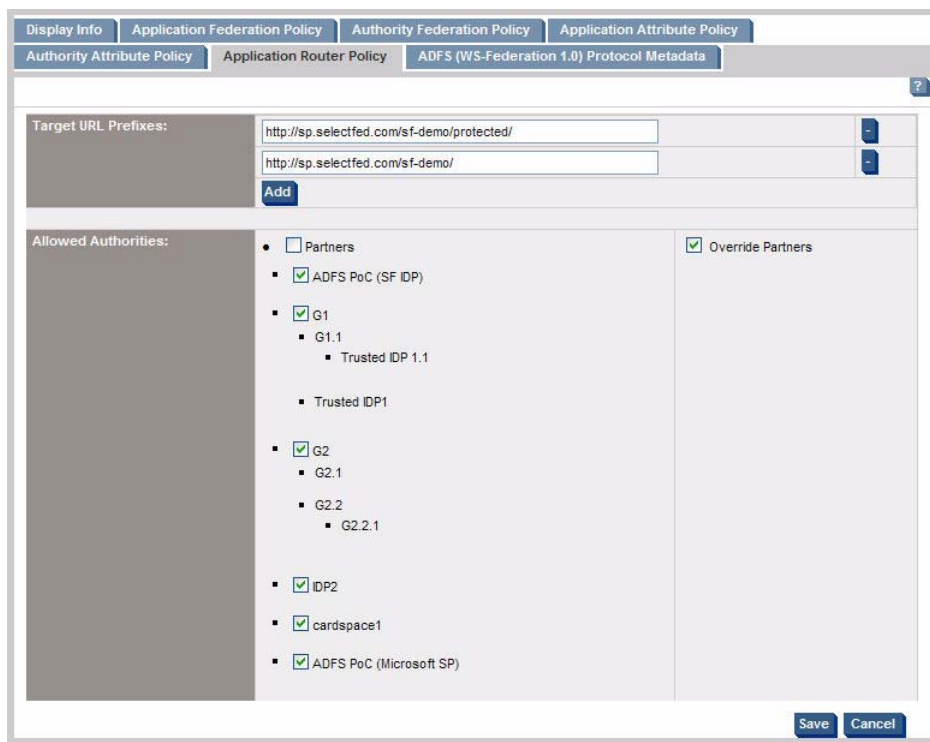 Display Info Application Federation Policy Authority Federation Policy Application Attribute Policy
Authority Attribute Policy Application Router Policy ADFS (WS-Federation 1.0) Protocol Metadata
?
Target URL Prefixes: http://sp.selectfed.com/sf-demo/protected/ -
http://sp.selectfed.com/sf-demo/ -
Add
Allowed Authorities: Partners Override Partners
ADFS PoC (SF IDP)
G1
G1.1
Trusted IDP 1.1
Trusted IDP1
G2
G2.1
G2.2
G2.2.1
IDP2
cardspace1
ADFS PoC (Microsoft SP)
Save Cancel